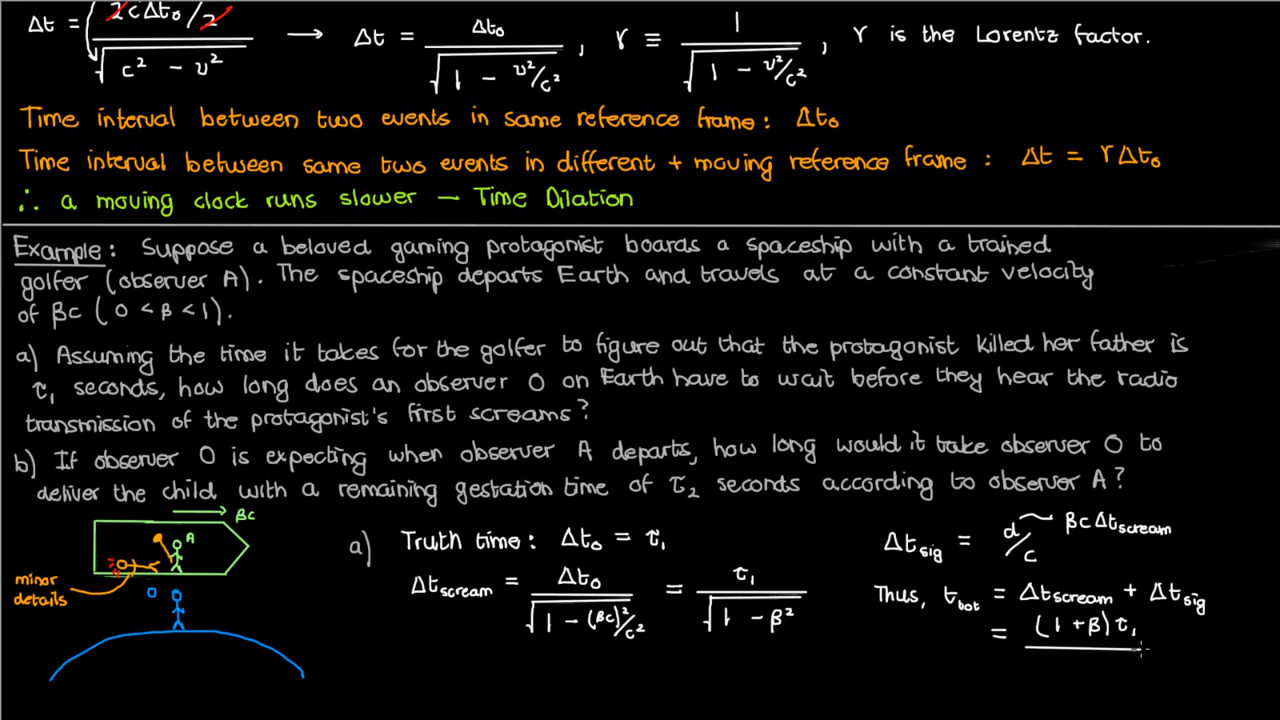 Δt = 2cΔt₀/2 / √(c² − v²) → Δt = Δt₀ / √(1 − v²/c²) , γ ≡ 1 / √(1 − v²/c²) , γ is the Lorentz factor.
Time interval between two events in same reference frame: Δt₀
Time interval between same two events in different + moving reference frame: Δt = γΔt₀
∴ a moving clock runs slower – Time Dilation
Example: Suppose a beloved gaming protagonist boards a spaceship with a trained
golfer (observer A). The spaceship departs Earth and travels at a constant velocity
of βc (0 < β < 1).
a) Assuming the time it takes for the golfer to figure out that the protagonist killed her father is
τ₁ seconds, how long does an observer O on Earth have to wait before they hear the radio
transmission of the protagonist's first screams?
b) If observer O is expecting when observer A departs, how long would it take observer O to
deliver the child with a remaining gestation time of τ₂ seconds according to observer A?
βc
A
minor
details
O
a) Truth time: Δt₀ = τ₁
Δt_scream = Δt₀ / √(1 − (βc)²/c²) = τ₁ / √(1 − β²)
Δt_sig = d/c βcΔt_scream
Thus, t_tot = Δt_scream + Δt_sig
= (1 + β)τ₁